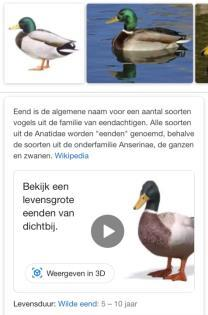 Eend is de algemene naam voor een aantal soorten
vogels uit de familie van eendachtigen. Alle soorten
uit de Anatidae worden "eenden" genoemd, behalve
de soorten uit de onderfamilie Anserinae, de ganzen
en zwanen. Wikipedia
Bekijk een
levensgrote
eenden van
dichtbij.
Weergeven in 3D
Levensduur: Wilde eend: 5 – 10 jaar